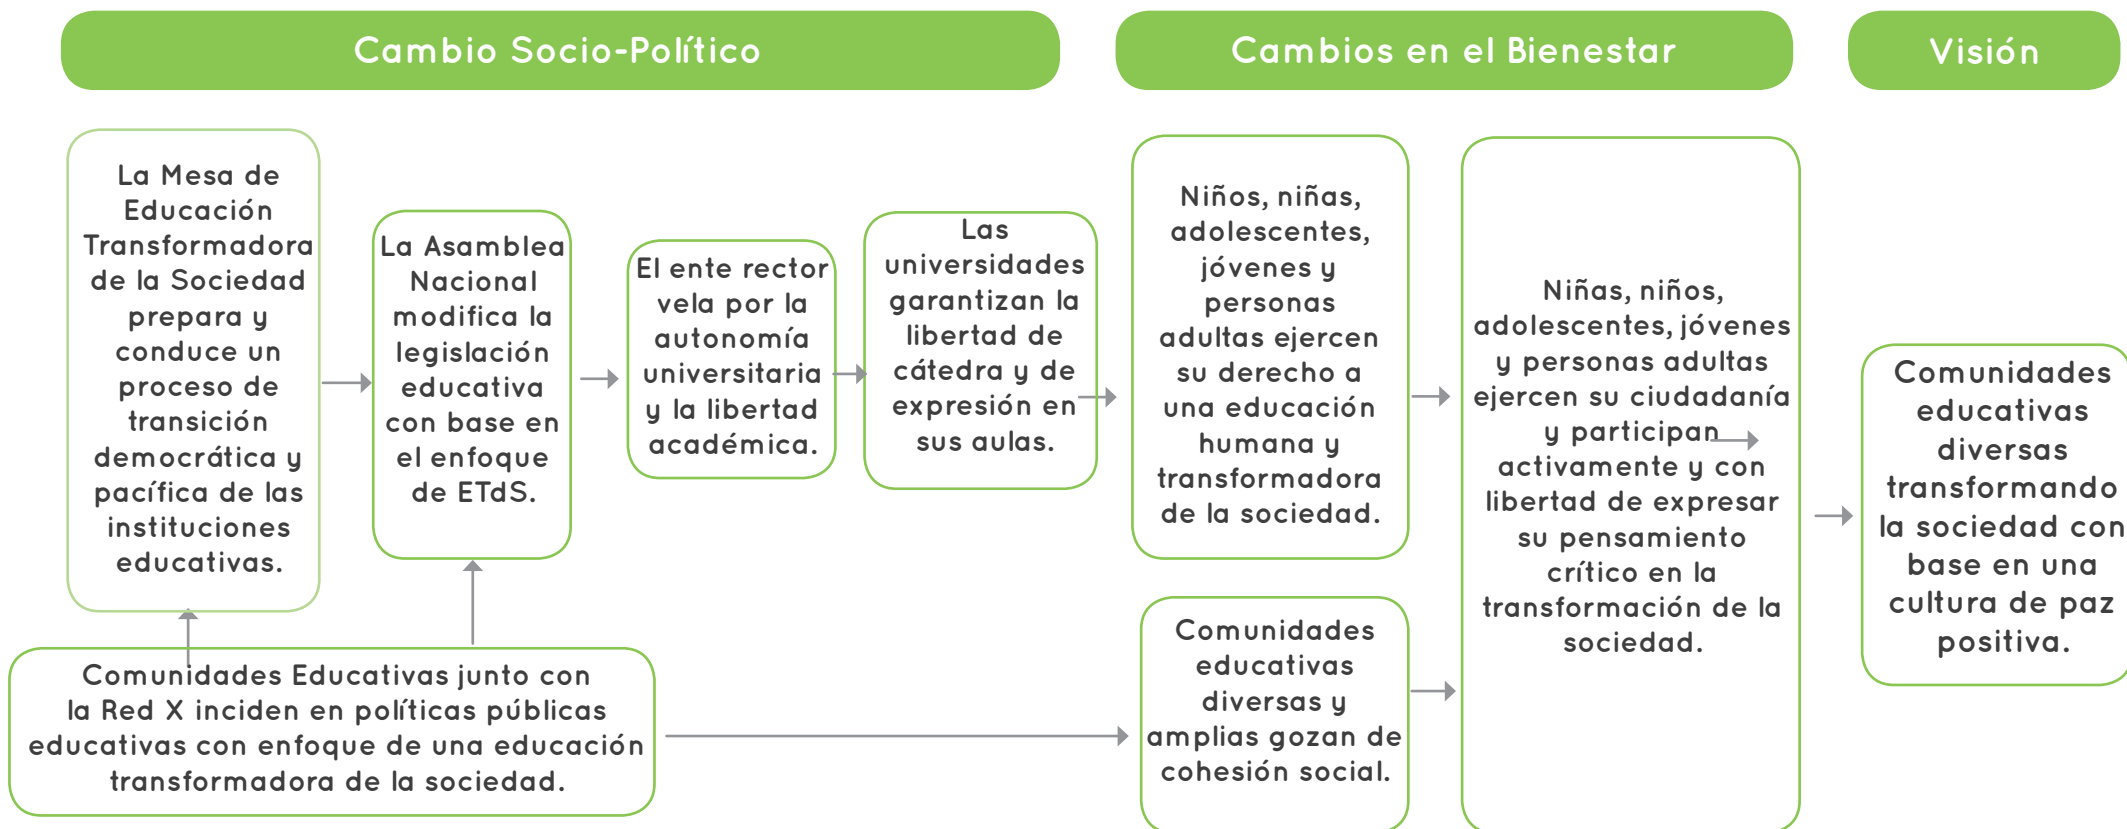 Cambio Socio-Político
Cambios en el Bienestar
Visión
La Mesa de
Educación
Transformadora
de la Sociedad
prepara y
conduce un
proceso de
transición
democrática y
pacífica de las
instituciones
educativas.
La Asamblea
Nacional
modifica la
legislación
educativa
con base en
el enfoque
de ETdS.
El ente rector
vela por la
autonomía
universitaria
y la libertad
académica.
Las
universidades
garantizan la
libertad de
cátedra y de
expresión en
sus aulas.
Niños, niñas,
adolescentes,
jóvenes y
personas
adultas ejercen
su derecho a
una educación
humana y
transformadora
de la sociedad.
Niñas, niños,
adolescentes, jóvenes
y personas adultas
ejercen su ciudadanía
y participan
activamente y con
libertad de expresar
su pensamiento
crítico en la
transformación de la
sociedad.
Comunidades
educativas
diversas
transformando
la sociedad con
base en una
cultura de paz
positiva.
Comunidades Educativas junto con
la Red X inciden en políticas públicas
educativas con enfoque de una educación
transformadora de la sociedad.
Comunidades
educativas
diversas y
amplias gozan de
cohesión social.